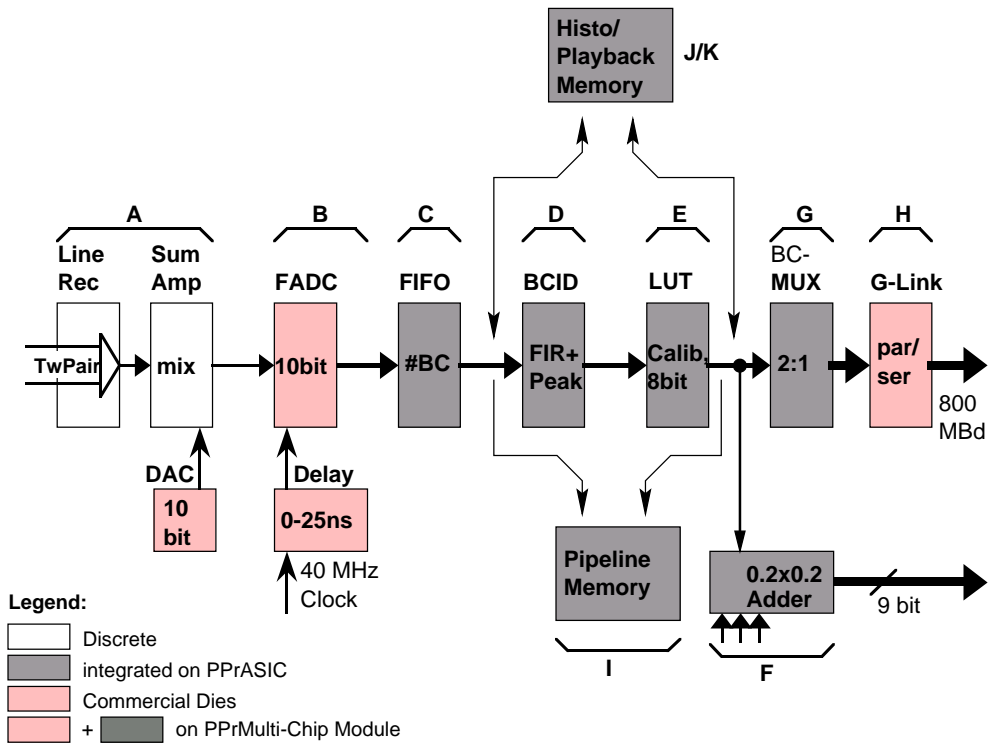 Histo/
Playback
Memory
J/K
A
B
C
D
E
G
H
Line
Rec
Sum
Amp
FADC
FIFO
BCID
LUT
BC-
MUX
G-Link
TwPair
mix
10bit
#BC
FIR+
Peak
Calib,
8bit
2:1
par/
ser
800
MBd
DAC
10
bit
Delay
0-25ns
40 MHz
Clock
Pipeline
Memory
I
0.2x0.2
Adder
F
9 bit
Legend:
Discrete
integrated on PPrASIC
Commercial Dies
+ on PPrMulti-Chip Module